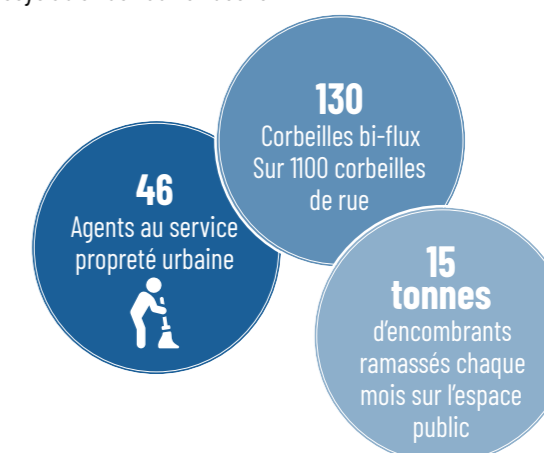 46
Agents au service
propreté urbaine
130
Corbeilles bi-flux
Sur 1100 corbeilles
de rue
15
tonnes
d'encombrants
ramassés chaque
mois sur l'espace
public